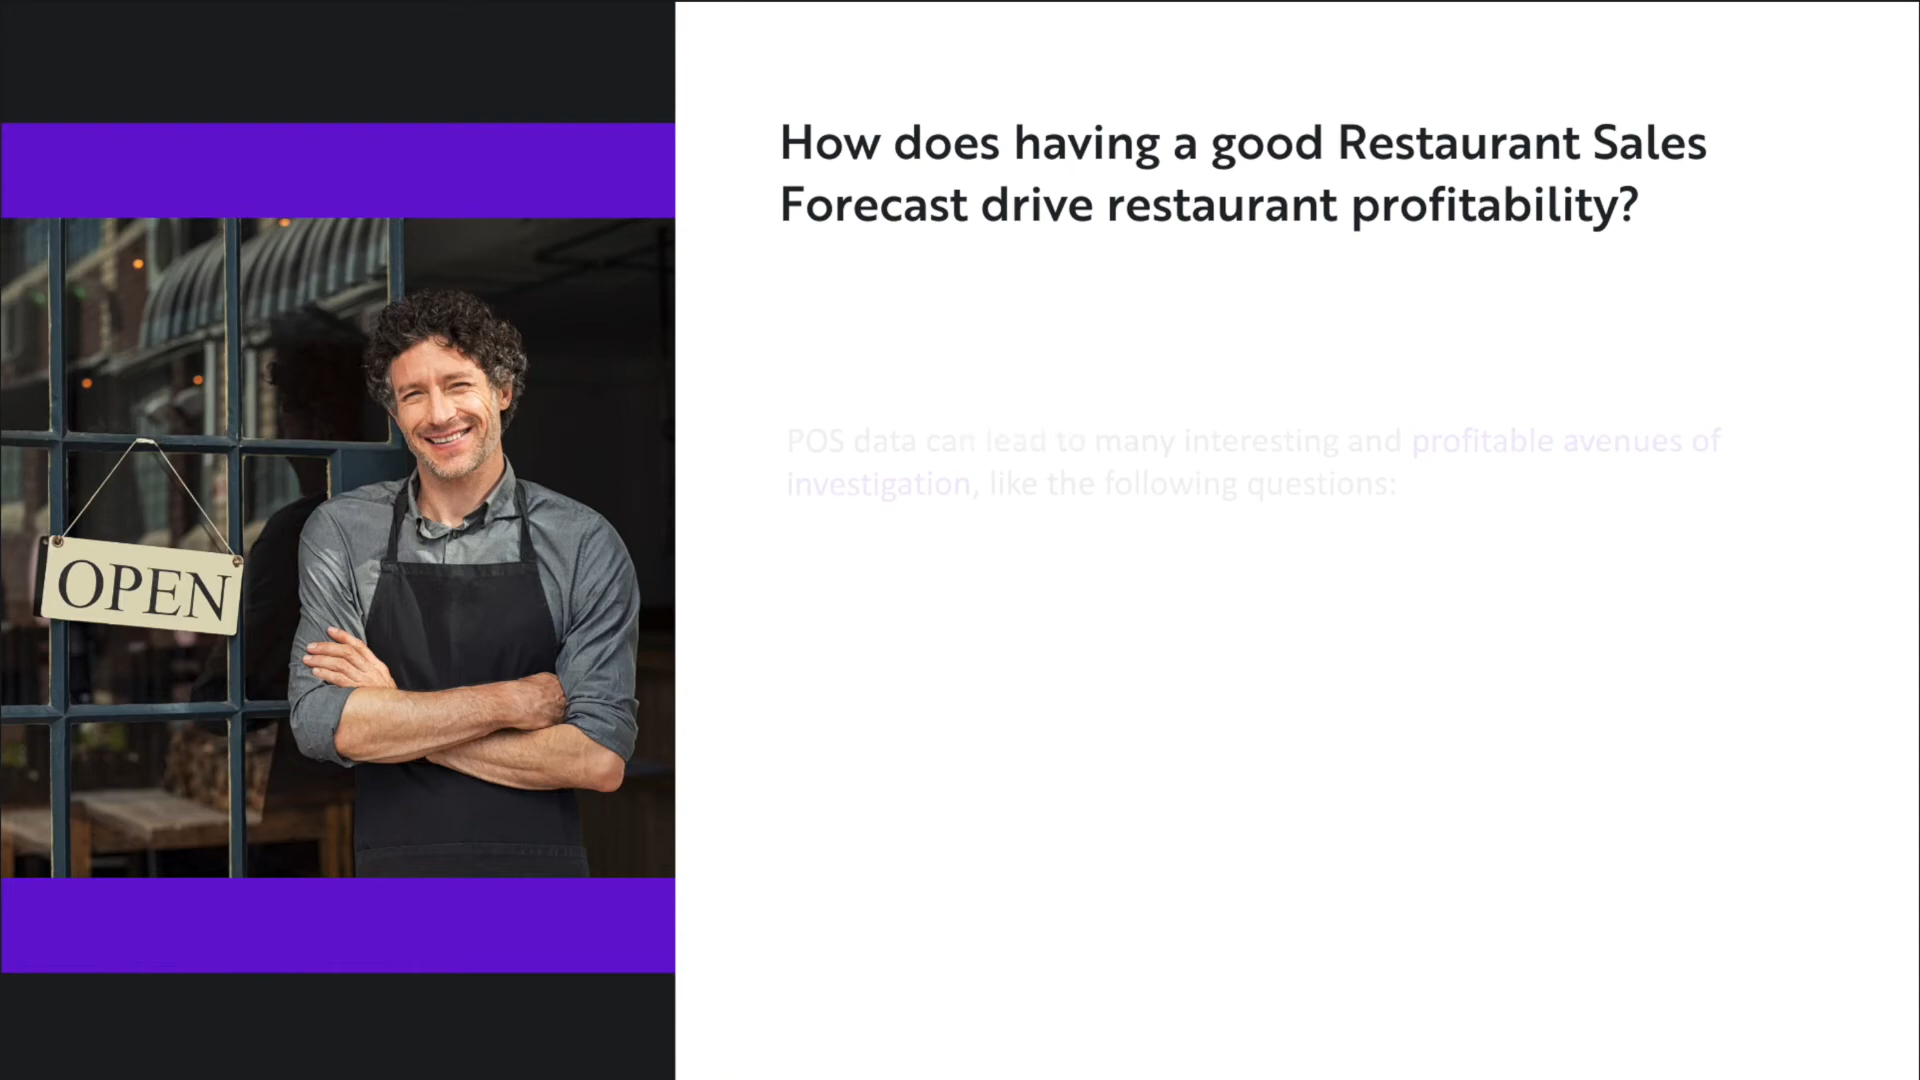 How does having a good Restaurant Sales
Forecast drive restaurant profitability?
POS data can lead to many interesting and profitable avenues of
investigation, like the following questions:
OPEN